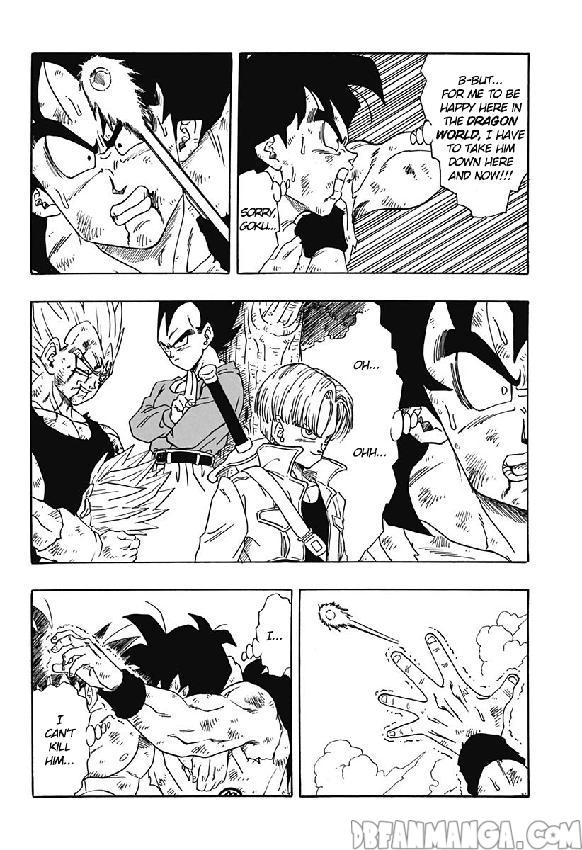 B-BUT...
FOR ME TO BE
HAPPY HERE IN
THE DRAGON
WORLD, I HAVE
TO TAKE HIM
DOWN HERE
AND NOW!!!
SORRY,
GOKU...
OH...
OHH...
I...
I
CAN'T
KILL
HIM...
DBFANMANGA.COM